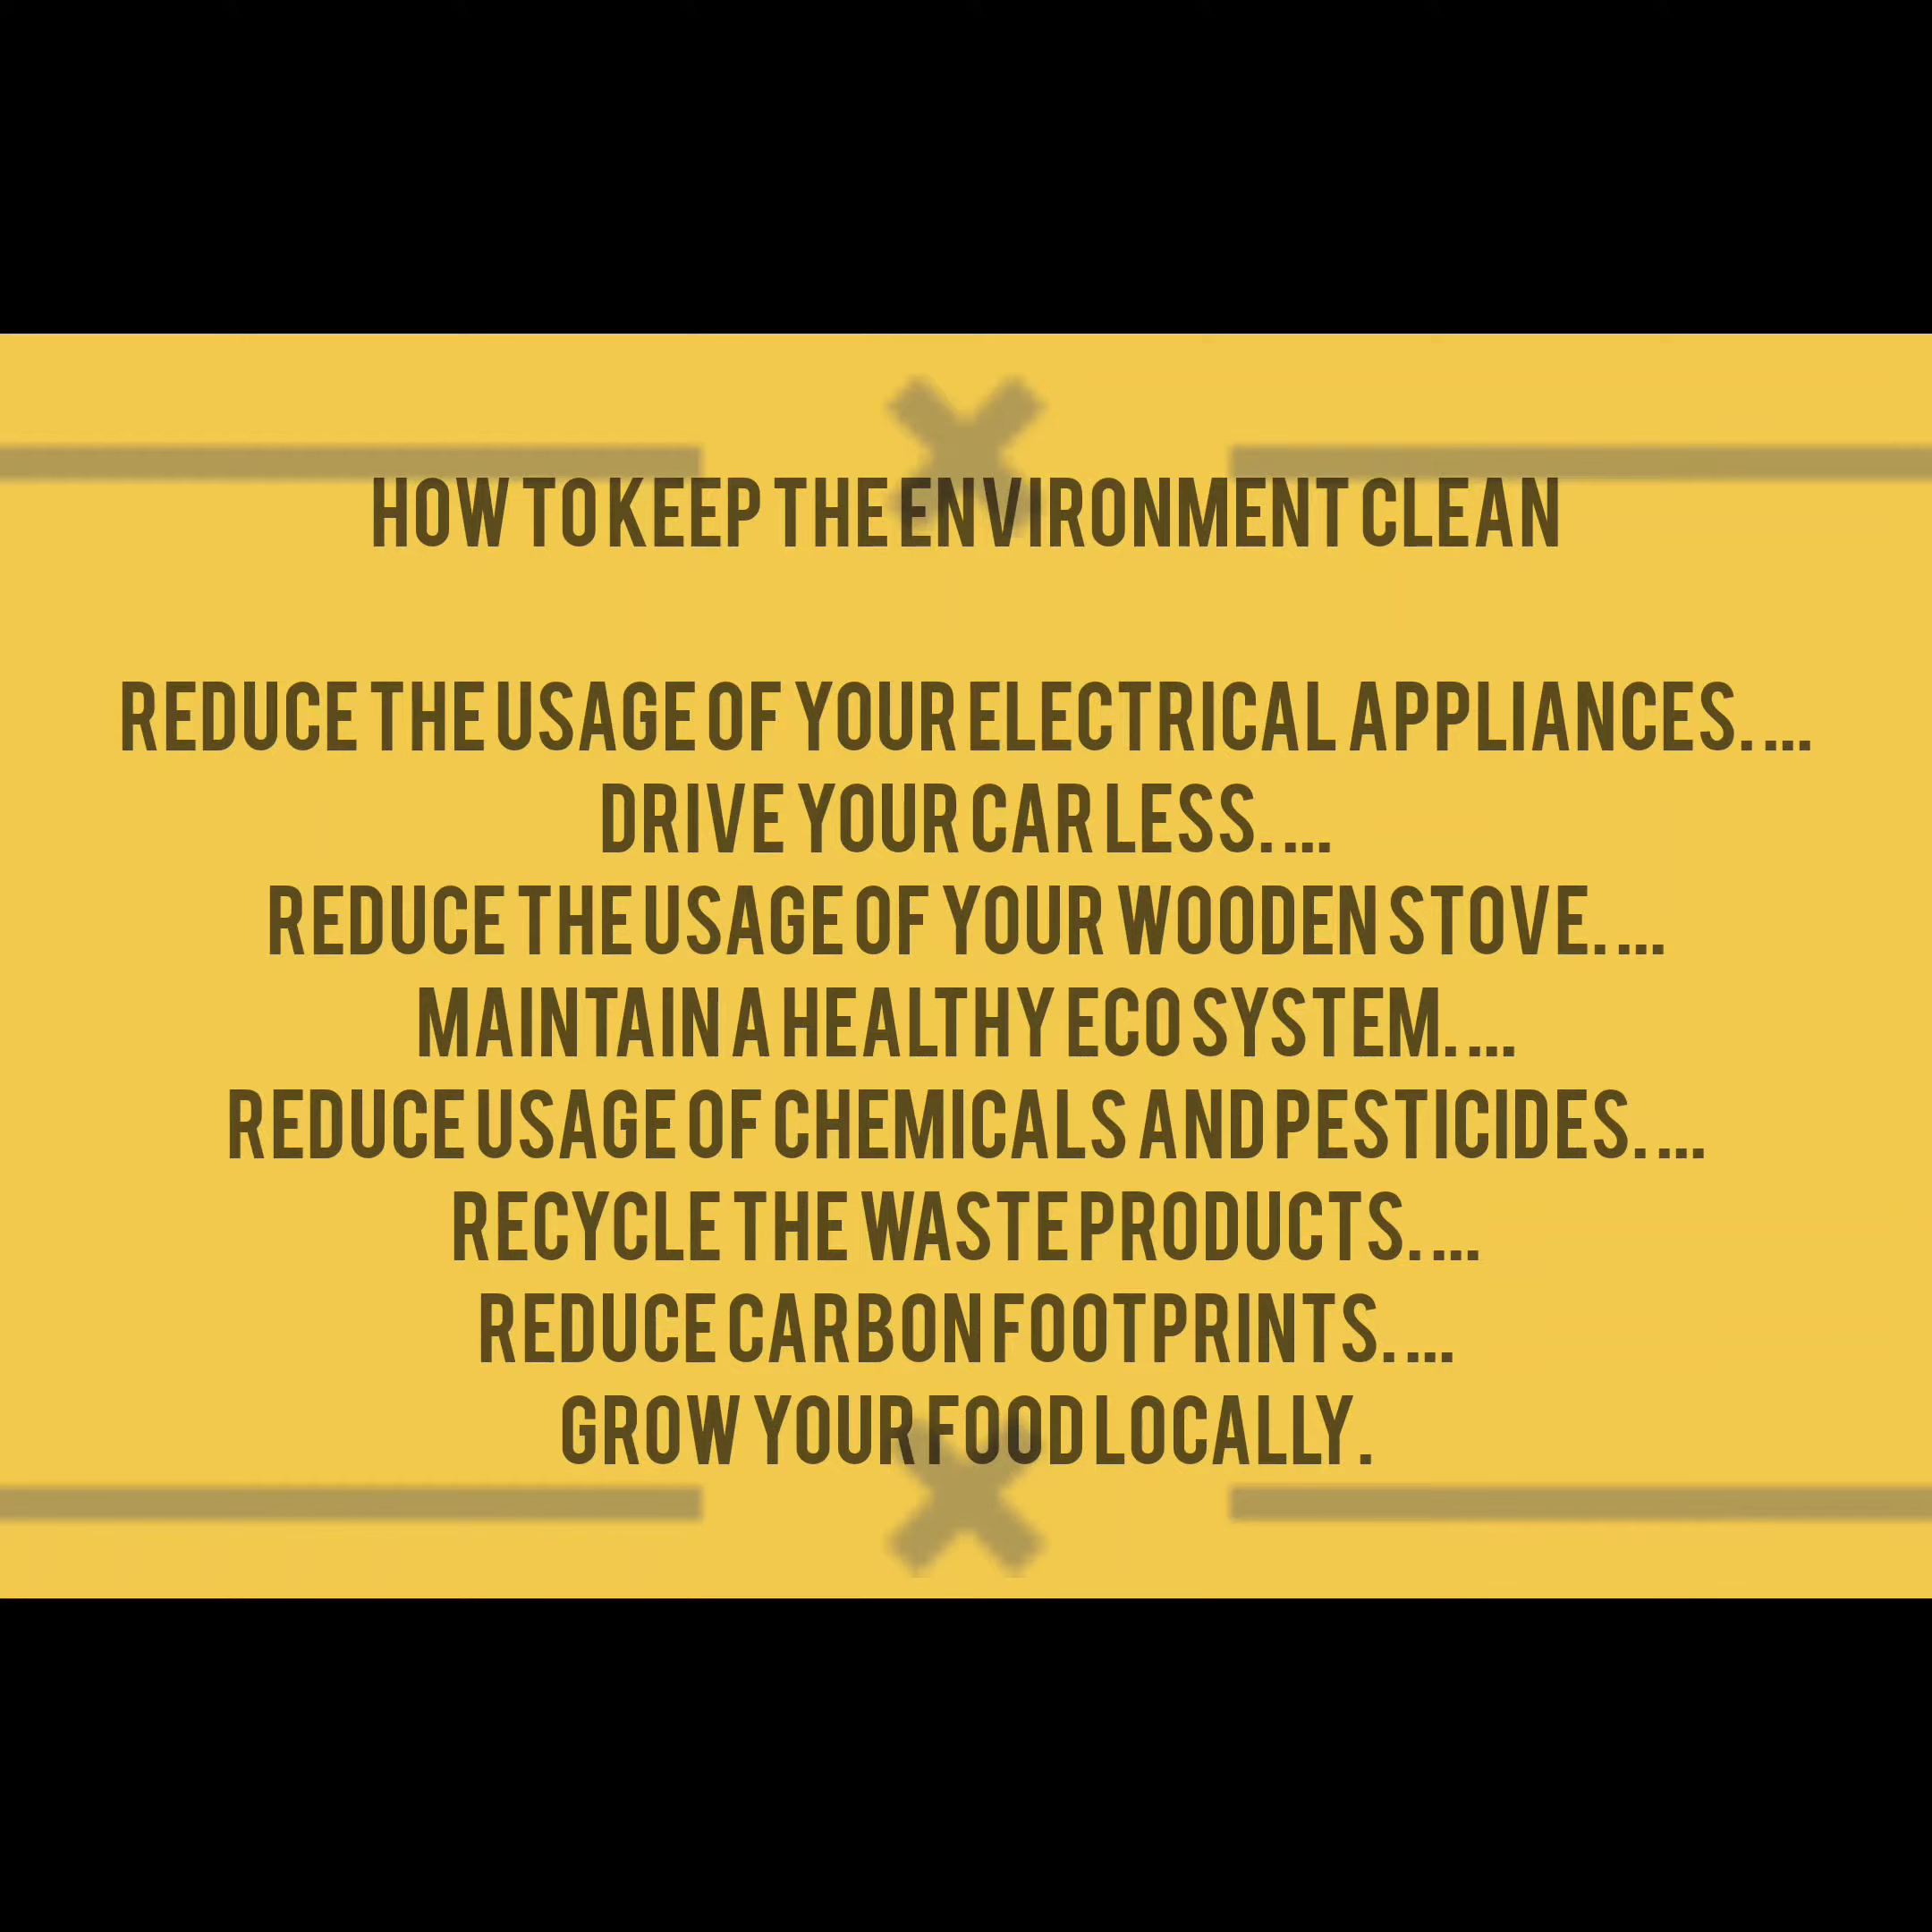 HOW TO KEEP THE ENVIRONMENT CLEAN
REDUCE THE USAGE OF YOUR ELECTRICAL APPLIANCES. ...
DRIVE YOUR CAR LESS. ...
REDUCE THE USAGE OF YOUR WOODEN STOVE. ...
MAINTAIN A HEALTHY ECO SYSTEM. ...
REDUCE USAGE OF CHEMICALS AND PESTICIDES. ...
RECYCLE THE WASTE PRODUCTS. ...
REDUCE CARBON FOOTPRINTS. ...
GROW YOUR FOOD LOCALLY.